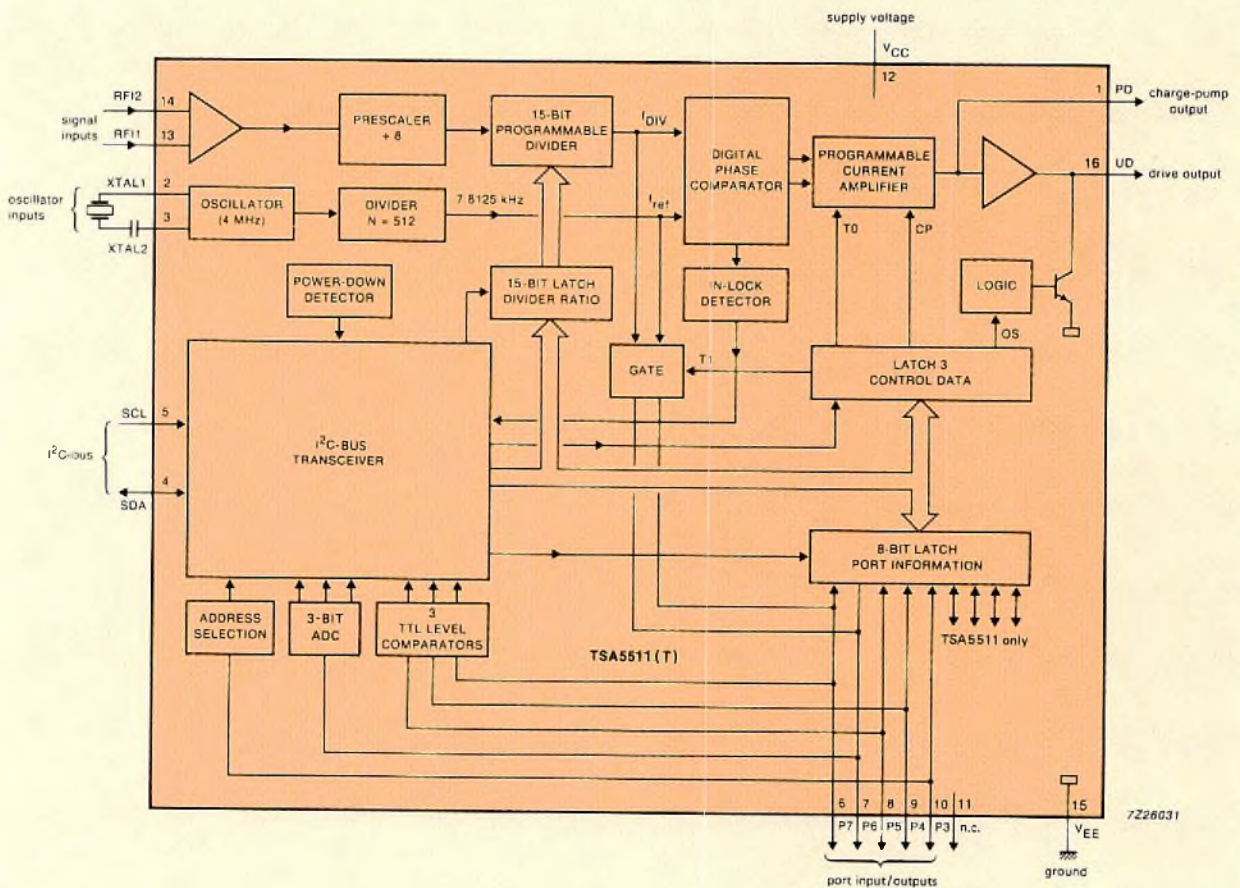 supply voltage
VCC
12
RFI2
14
signal inputs
RFI1
13
PRESCALER
÷ 8
15-BIT
PROGRAMMABLE
DIVIDER
fDIV
DIGITAL
PHASE
COMPARATOR
PROGRAMMABLE
CURRENT
AMPLIFIER
1
PD
charge-pump
output
16
UD
drive output
XTAL1
2
oscillator
inputs
3
XTAL2
OSCILLATOR
(4 MHz)
DIVIDER
N = 512
7.8125 kHz
fref
T0
CP
POWER-DOWN
DETECTOR
15-BIT LATCH
DIVIDER RATIO
IN-LOCK
DETECTOR
LOGIC
OS
GATE
T1
LATCH 3
CONTROL DATA
SCL
5
I²C-bus
4
SDA
I²C-BUS
TRANSCEIVER
8-BIT LATCH
PORT INFORMATION
ADDRESS
SELECTION
3-BIT
ADC
3
TTL LEVEL
COMPARATORS
TSA5511 only
TSA5511(T)
6
7
8
9
10
11
15
P7
P6
P5
P4
P3
n.c.
VEE
7Z26031
port input/outputs
ground